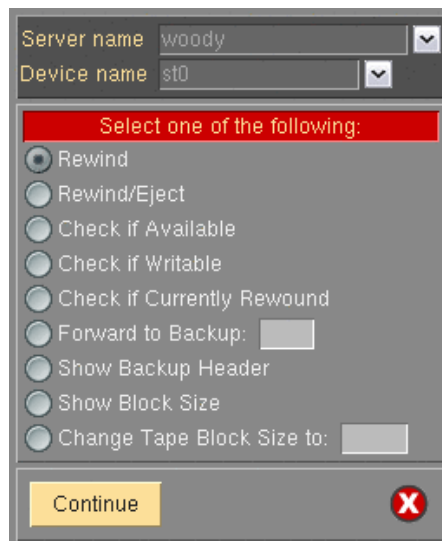 Server name woody
Device name st0
Select one of the following:
Rewind
Rewind/Eject
Check if Available
Check if Writable
Check if Currently Rewound
Forward to Backup:
Show Backup Header
Show Block Size
Change Tape Block Size to:
Continue